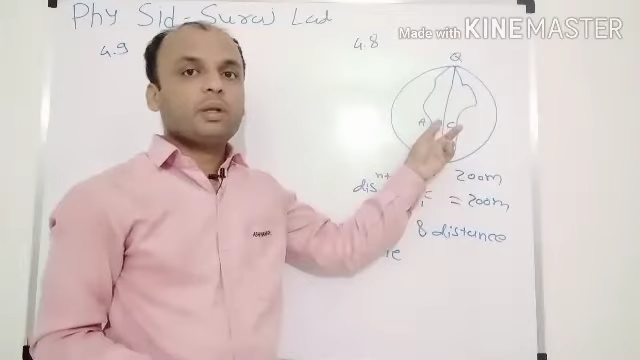 Phy Sid - Suraj Lad
Made with KINEMASTER
4.9
4.8
Q
A
C
200m
= 200m
& distance